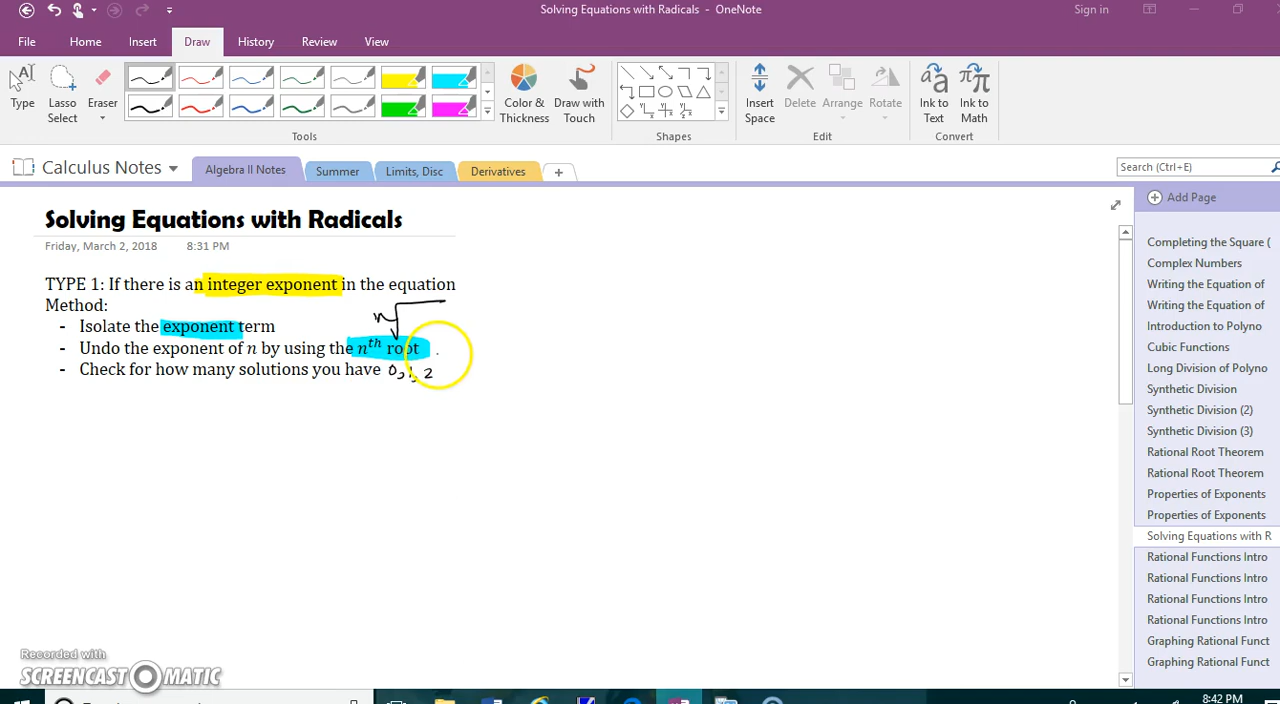 Solving Equations with Radicals - OneNote
Sign in
File Home Insert Draw History Review View
Type Lasso Select Eraser Color & Thickness Draw with Touch Insert Space Delete Arrange Rotate Ink to Text Ink to Math
Tools Shapes Edit Convert
Calculus Notes Algebra II Notes Summer Limits, Disc Derivatives +
Search (Ctrl+E)
Add Page
Solving Equations with Radicals
Friday, March 2, 2018 8:31 PM
TYPE 1: If there is an integer exponent in the equation
Method:
n√
- Isolate the exponent term
- Undo the exponent of n by using the nth root
- Check for how many solutions you have 0, 1, 2
Completing the Square (
Complex Numbers
Writing the Equation of
Writing the Equation of
Introduction to Polyno
Cubic Functions
Long Division of Polyno
Synthetic Division
Synthetic Division (2)
Synthetic Division (3)
Rational Root Theorem
Rational Root Theorem
Properties of Exponents
Properties of Exponents
Solving Equations with R
Rational Functions Intro
Rational Functions Intro
Rational Functions Intro
Rational Functions Intro
Graphing Rational Funct
Graphing Rational Funct
Recorded with
SCREENCAST MATIC
8:42 PM